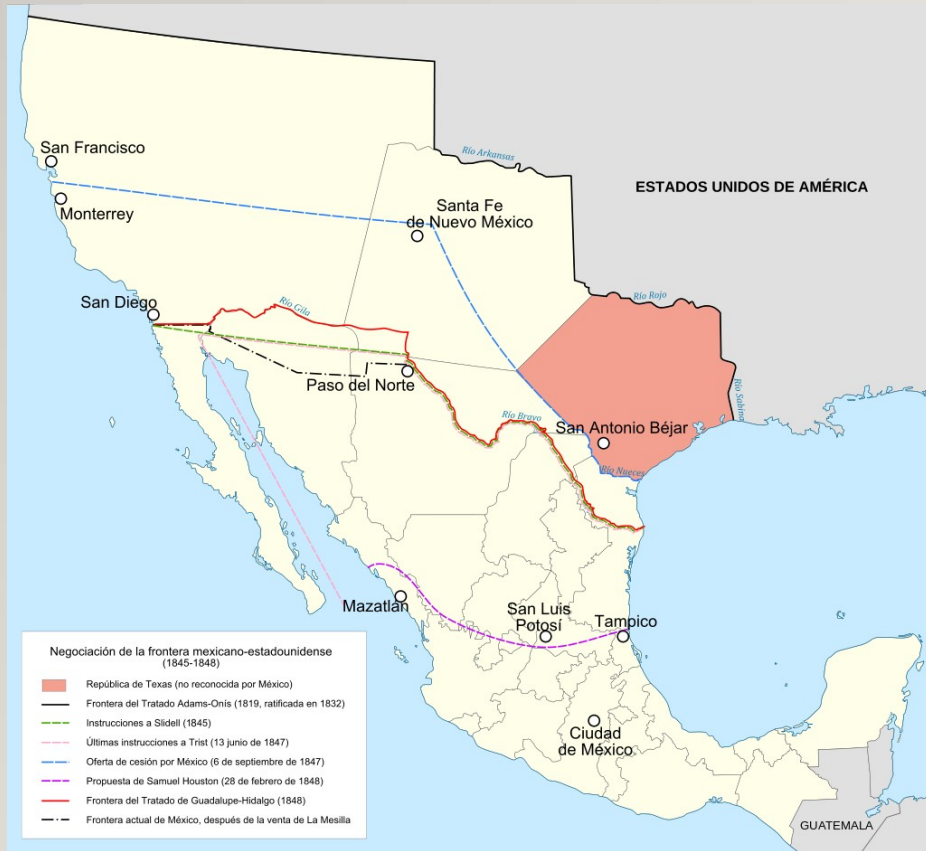 San Francisco
Río Arkansas
ESTADOS UNIDOS DE AMÉRICA
Monterrey
Santa Fe
de Nuevo México
San Diego
Río Gila
Río Rojo
Paso del Norte
Río Sabina
Río Bravo
San Antonio Béjar
Río Nueces
Mazatlán
San Luis
Potosí
Tampico
Ciudad
de México
GUATEMALA
Negociación de la frontera mexicano-estadounidense
(1845-1848)
República de Texas (no reconocida por México)
Frontera del Tratado Adams-Onís (1819, ratificada en 1832)
Instrucciones a Slidell (1845)
Últimas instrucciones a Trist (13 junio de 1847)
Oferta de cesión por México (6 de septiembre de 1847)
Propuesta de Samuel Houston (28 de febrero de 1848)
Frontera del Tratado de Guadalupe-Hidalgo (1848)
Frontera actual de México, después de la venta de La Mesilla